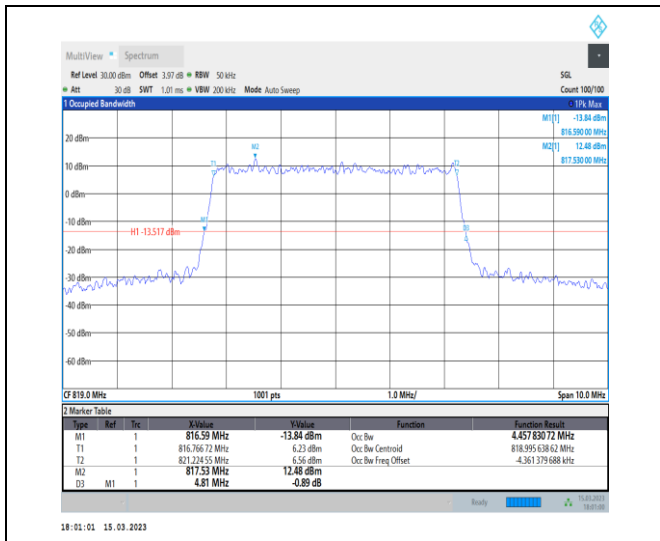 MultiView Spectrum
Ref Level 30.00 dBm Offset 3.97 dB RBW 50 kHz SGL
Att 30 dB SWT 1.01 ms VBW 200 kHz Mode Auto Sweep Count 100/100
1 Occupied Bandwidth 1Pk Max
M1[1] -13.84 dBm
816.590 00 MHz
M2[1] 12.48 dBm
817.530 00 MHz
20 dBm
M2
T1
T2
10 dBm
0 dBm
-10 dBm
M1
D3
H1 -13.517 dBm
-20 dBm
-30 dBm
-40 dBm
-50 dBm
-60 dBm
CF 819.0 MHz 1001 pts 1.0 MHz/ Span 10.0 MHz
2 Marker Table
Type Ref Trc X-Value Y-Value Function Function Result
M1 1 816.59 MHz -13.84 dBm Occ Bw 4.457 830 72 MHz
T1 1 816.766 72 MHz 6.23 dBm Occ Bw Centroid 818.995 638 62 MHz
T2 1 821.224 55 MHz 6.56 dBm Occ Bw Freq Offset -4.361 379 688 kHz
M2 1 817.53 MHz 12.48 dBm
D3 M1 1 4.81 MHz -0.89 dB
Ready 15.03.2023
18:01:00
18:01:01 15.03.2023